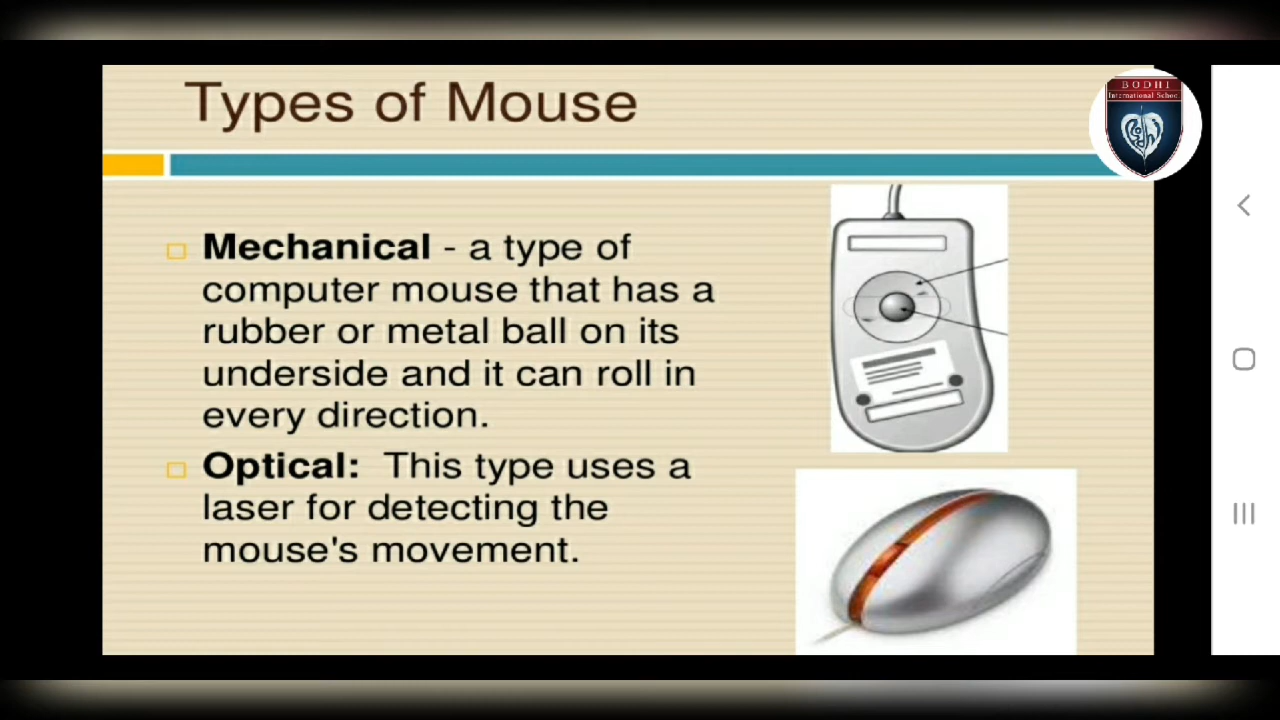 Types of Mouse
BODHI
International School
Mechanical - a type of
computer mouse that has a
rubber or metal ball on its
underside and it can roll in
every direction.
Optical: This type uses a
laser for detecting the
mouse's movement.